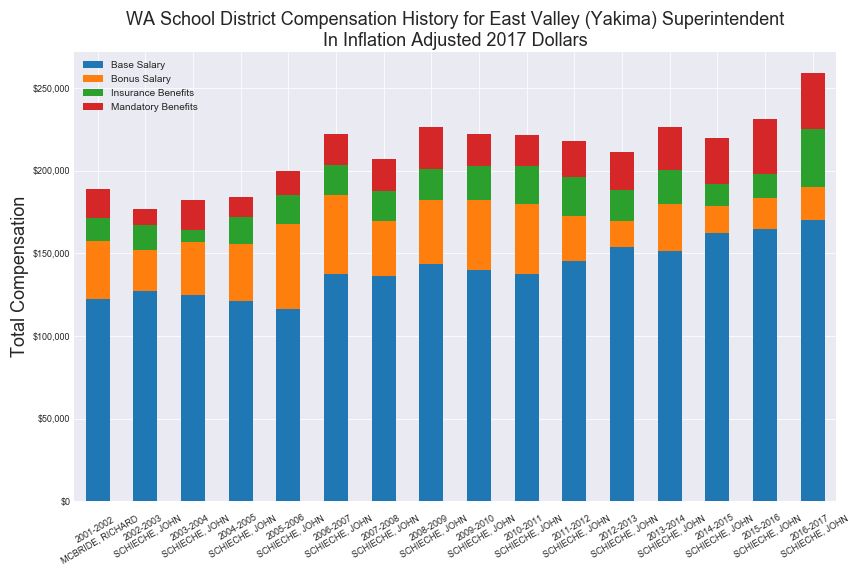 WA School District Compensation History for East Valley (Yakima) Superintendent
In Inflation Adjusted 2017 Dollars
Base Salary
Bonus Salary
Insurance Benefits
Mandatory Benefits
Total Compensation
$250,000
$200,000
$150,000
$100,000
$50,000
$0
2001-2002
MCBRIDE, RICHARD
2002-2003
SCHIECHE, JOHN
2003-2004
SCHIECHE, JOHN
2004-2005
SCHIECHE, JOHN
2005-2006
SCHIECHE, JOHN
2006-2007
SCHIECHE, JOHN
2007-2008
SCHIECHE, JOHN
2008-2009
SCHIECHE, JOHN
2009-2010
SCHIECHE, JOHN
2010-2011
SCHIECHE, JOHN
2011-2012
SCHIECHE, JOHN
2012-2013
SCHIECHE, JOHN
2013-2014
SCHIECHE, JOHN
2014-2015
SCHIECHE, JOHN
2015-2016
SCHIECHE, JOHN
2016-2017
SCHIECHE, JOHN